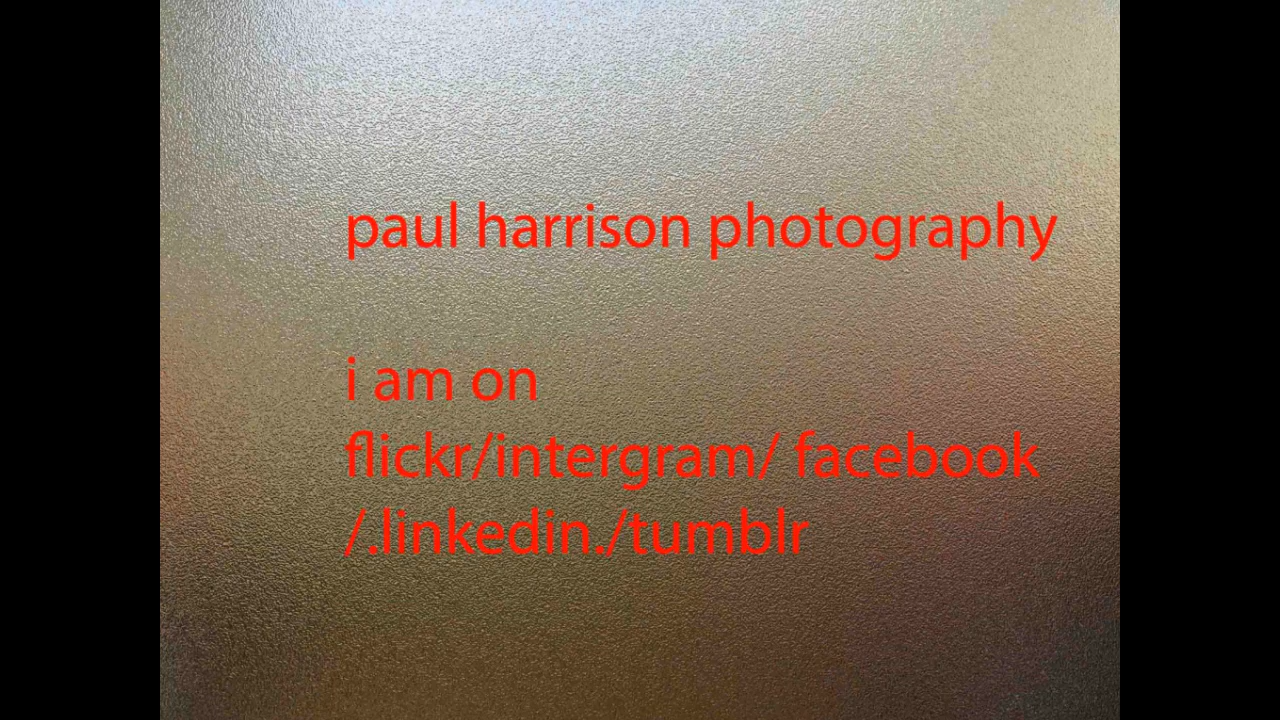 paul harrison photography
i am on
flickr/intergram/ facebook
/.linkedin./tumblr